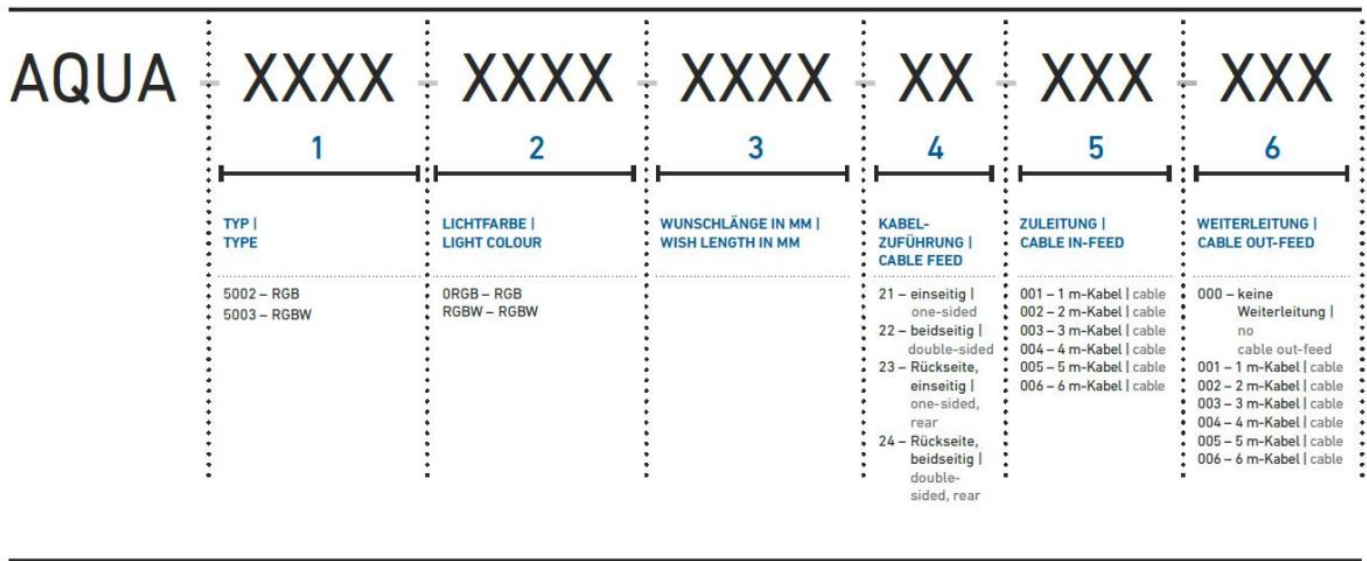 AQUA - XXXX - XXXX - XXXX - XX - XXX - XXX
1 2 3 4 5 6
TYP |
TYPE
5002 – RGB
5003 – RGBW
LICHTFARBE |
LIGHT COLOUR
0RGB – RGB
RGBW – RGBW
WUNSCHLÄNGE IN MM |
WISH LENGTH IN MM
KABEL-
ZUFÜHRUNG |
CABLE FEED
21 – einseitig |
one-sided
22 – beidseitig |
double-sided
23 – Rückseite,
einseitig |
one-sided,
rear
24 – Rückseite,
beidseitig |
double-
sided, rear
ZULEITUNG |
CABLE IN-FEED
001 – 1 m-Kabel | cable
002 – 2 m-Kabel | cable
003 – 3 m-Kabel | cable
004 – 4 m-Kabel | cable
005 – 5 m-Kabel | cable
006 – 6 m-Kabel | cable
WEITERLEITUNG |
CABLE OUT-FEED
000 – keine
Weiterleitung |
no
cable out-feed
001 – 1 m-Kabel | cable
002 – 2 m-Kabel | cable
003 – 3 m-Kabel | cable
004 – 4 m-Kabel | cable
005 – 5 m-Kabel | cable
006 – 6 m-Kabel | cable